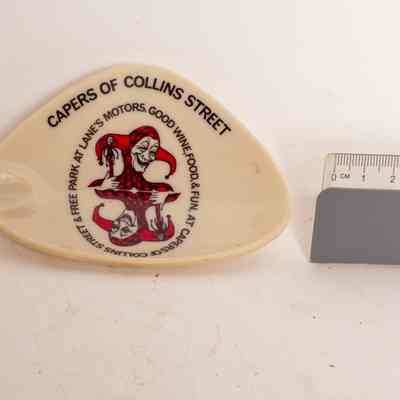 CAPERS OF COLLINS STREET
& FREE PARK AT LANE'S MOTORS. GOOD WINE, FOOD, & FUN, AT CAPERS OF COLLINS STREET
0 CM 1 2